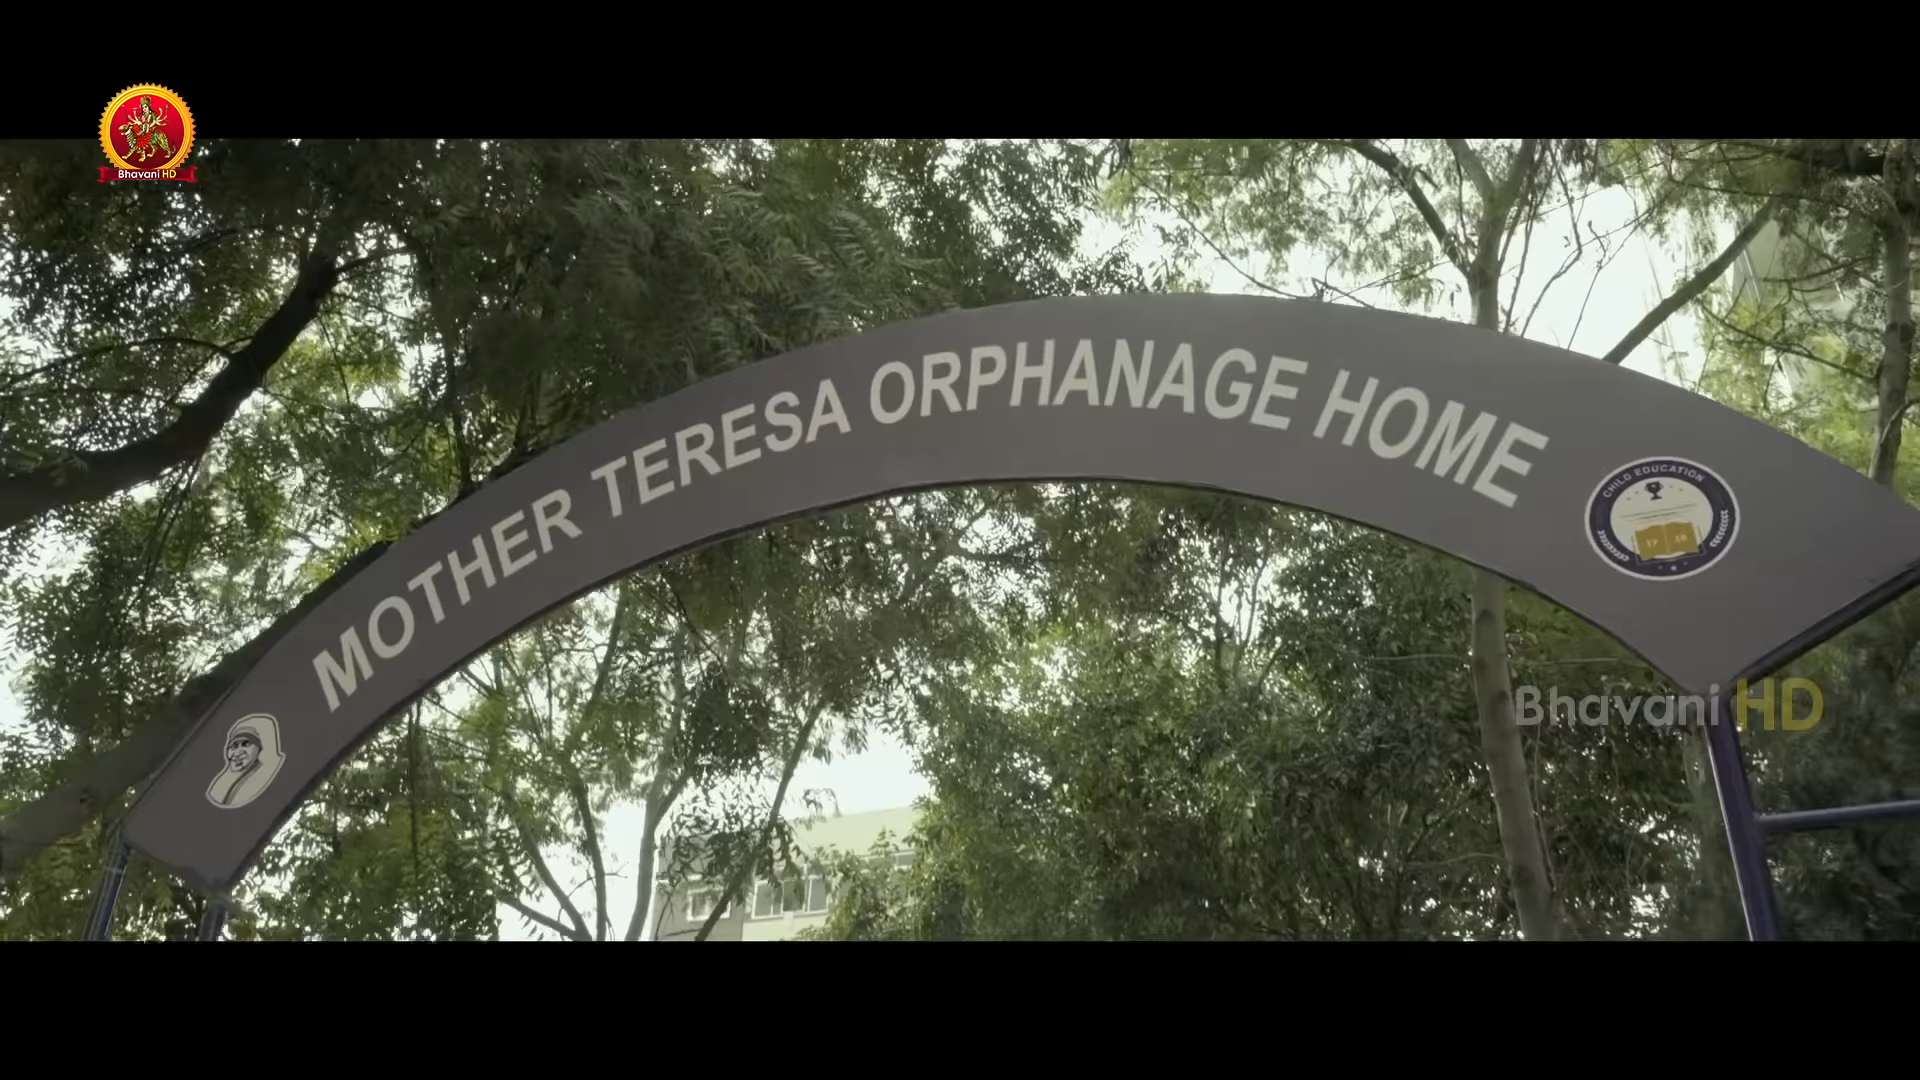 Bhavani HD
MOTHER TERESA ORPHANAGE HOME
CHILD EDUCATION
Bhavani HD